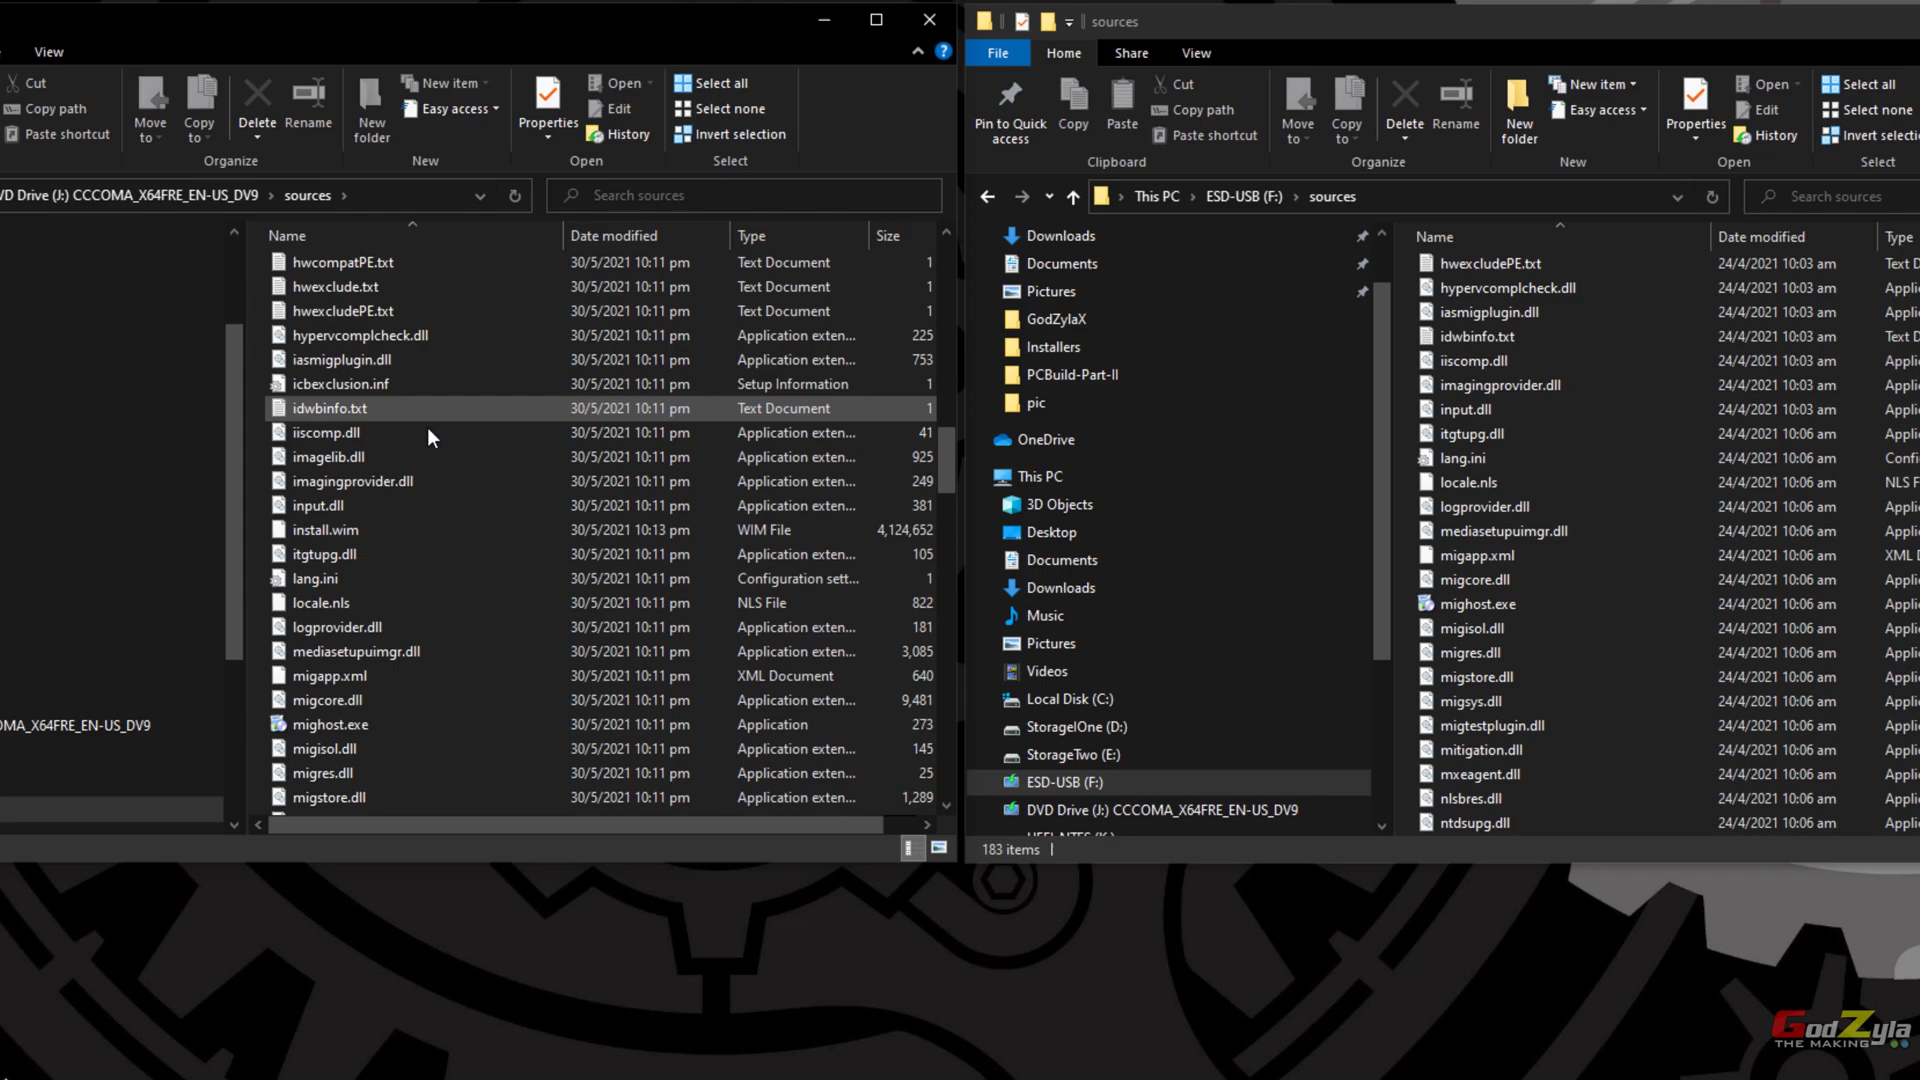 View
Cut
Copy path
Paste shortcut
Move to
Copy to
Delete
Rename
New folder
New item
Easy access
Properties
Open
Edit
History
Select all
Select none
Invert selection
Organize
New
Open
Select
VD Drive (J:) CCCOMA_X64FRE_EN-US_DV9 > sources >
Search sources
Name Date modified Type Size
hwcompatPE.txt 30/5/2021 10:11 pm Text Document 1
hwexclude.txt 30/5/2021 10:11 pm Text Document 1
hwexcludePE.txt 30/5/2021 10:11 pm Text Document 1
hypervcomplcheck.dll 30/5/2021 10:11 pm Application exten... 225
iasmigplugin.dll 30/5/2021 10:11 pm Application exten... 753
icbexclusion.inf 30/5/2021 10:11 pm Setup Information 1
idwbinfo.txt 30/5/2021 10:11 pm Text Document 1
iiscomp.dll 30/5/2021 10:11 pm Application exten... 41
imagelib.dll 30/5/2021 10:11 pm Application exten... 925
imagingprovider.dll 30/5/2021 10:11 pm Application exten... 249
input.dll 30/5/2021 10:11 pm Application exten... 381
install.wim 30/5/2021 10:13 pm WIM File 4,124,652
itgtupg.dll 30/5/2021 10:11 pm Application exten... 105
lang.ini 30/5/2021 10:11 pm Configuration sett... 1
locale.nls 30/5/2021 10:11 pm NLS File 822
logprovider.dll 30/5/2021 10:11 pm Application exten... 181
mediasetupuimgr.dll 30/5/2021 10:11 pm Application exten... 3,085
migapp.xml 30/5/2021 10:11 pm XML Document 640
migcore.dll 30/5/2021 10:11 pm Application exten... 9,481
mighost.exe 30/5/2021 10:11 pm Application 273
migisol.dll 30/5/2021 10:11 pm Application exten... 145
migres.dll 30/5/2021 10:11 pm Application exten... 25
migstore.dll 30/5/2021 10:11 pm Application exten... 1,289
OMA_X64FRE_EN-US_DV9
sources
File Home Share View
Pin to Quick access
Copy
Paste
Cut
Copy path
Paste shortcut
Move to
Copy to
Delete
Rename
New folder
New item
Easy access
Properties
Open
Edit
History
Select all
Select none
Invert selecti
Clipboard
Organize
New
Open
Select
This PC > ESD-USB (F:) > sources
Search sources
Downloads
Documents
Pictures
GodZylaX
Installers
PCBuild-Part-II
pic
OneDrive
This PC
3D Objects
Desktop
Documents
Downloads
Music
Pictures
Videos
Local Disk (C:)
StorageIOne (D:)
StorageTwo (E:)
ESD-USB (F:)
DVD Drive (J:) CCCOMA_X64FRE_EN-US_DV9
Name Date modified Type
hwexcludePE.txt 24/4/2021 10:03 am Text D
hypervcomplcheck.dll 24/4/2021 10:03 am Applic
iasmigplugin.dll 24/4/2021 10:03 am Applic
idwbinfo.txt 24/4/2021 10:03 am Text D
iiscomp.dll 24/4/2021 10:03 am Applic
imagingprovider.dll 24/4/2021 10:03 am Applic
input.dll 24/4/2021 10:03 am Applic
itgtupg.dll 24/4/2021 10:06 am Applic
lang.ini 24/4/2021 10:06 am Confi
locale.nls 24/4/2021 10:06 am NLS F
logprovider.dll 24/4/2021 10:06 am Applic
mediasetupuimgr.dll 24/4/2021 10:06 am Applic
migapp.xml 24/4/2021 10:06 am XML D
migcore.dll 24/4/2021 10:06 am Applic
mighost.exe 24/4/2021 10:06 am Applic
migisol.dll 24/4/2021 10:06 am Applic
migres.dll 24/4/2021 10:06 am Applic
migstore.dll 24/4/2021 10:06 am Applic
migsys.dll 24/4/2021 10:06 am Applic
migtestplugin.dll 24/4/2021 10:06 am Applic
mitigation.dll 24/4/2021 10:06 am Applic
mxeagent.dll 24/4/2021 10:06 am Applic
nlsbres.dll 24/4/2021 10:06 am Applic
ntdsupg.dll 24/4/2021 10:06 am Applic
183 items
GodZyla
THE MAKING